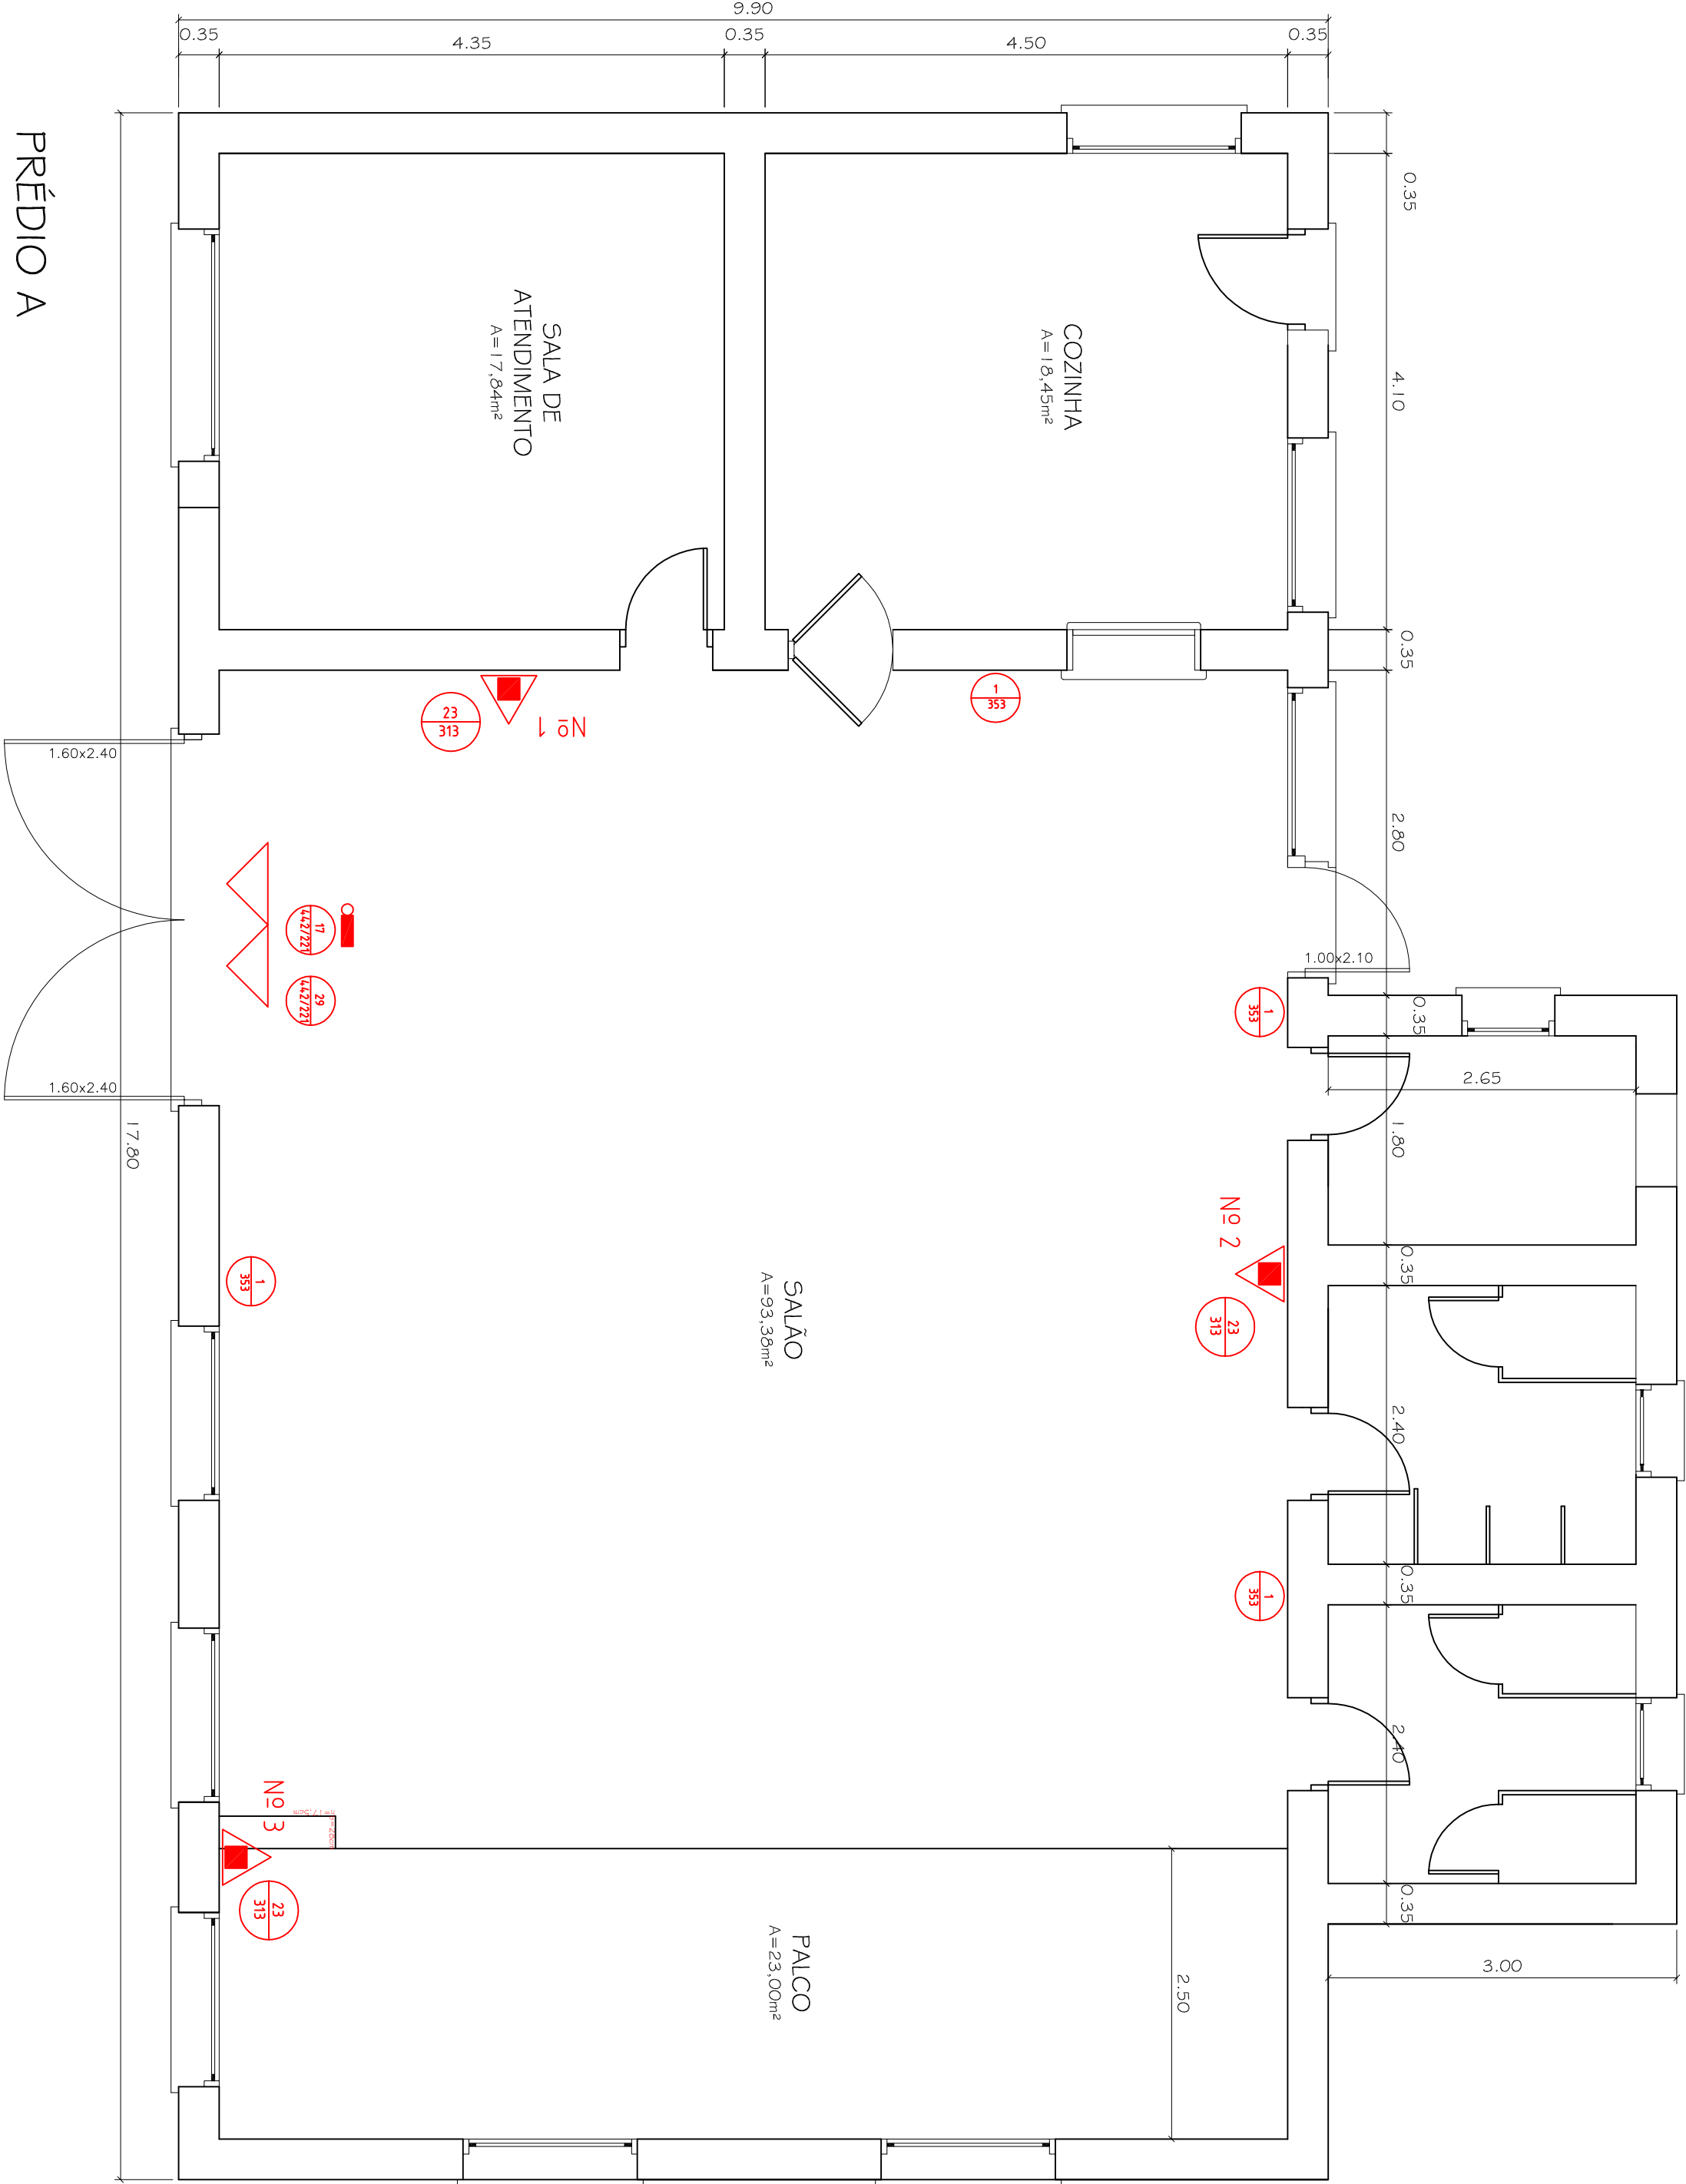 9.90
0.35
4.35
0.35
4.50
0.35
PRÉDIO A
SALA DE
ATENDIMENTO
A=17,84m²
COZINHA
A=18,45m²
0.35
4.10
0.35
2.80
0.35
1.80
0.35
2.40
0.35
2.40
0.35
2.65
3.00
2.50
17.80
1.60x2.40
1.60x2.40
1.00x2.10
Nº 1
23
313
1
353
17
442/221
29
442/221
1
353
Nº 2
23
313
1
353
1
353
SALÃO
A=93,38m²
Nº 3
23
313
PALCO
A=23,00m²